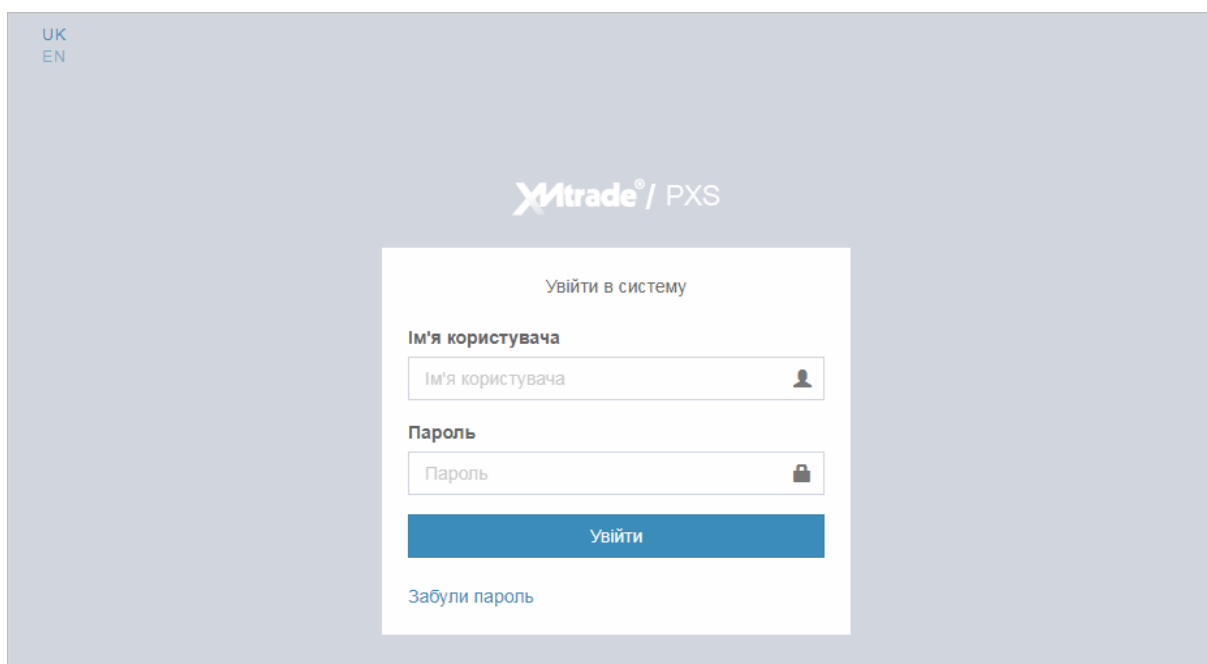 UK
EN
XMtrade®/ PXS
Увійти в систему
Ім'я користувача
Ім'я користувача
Пароль
Пароль
Увійти
Забули пароль